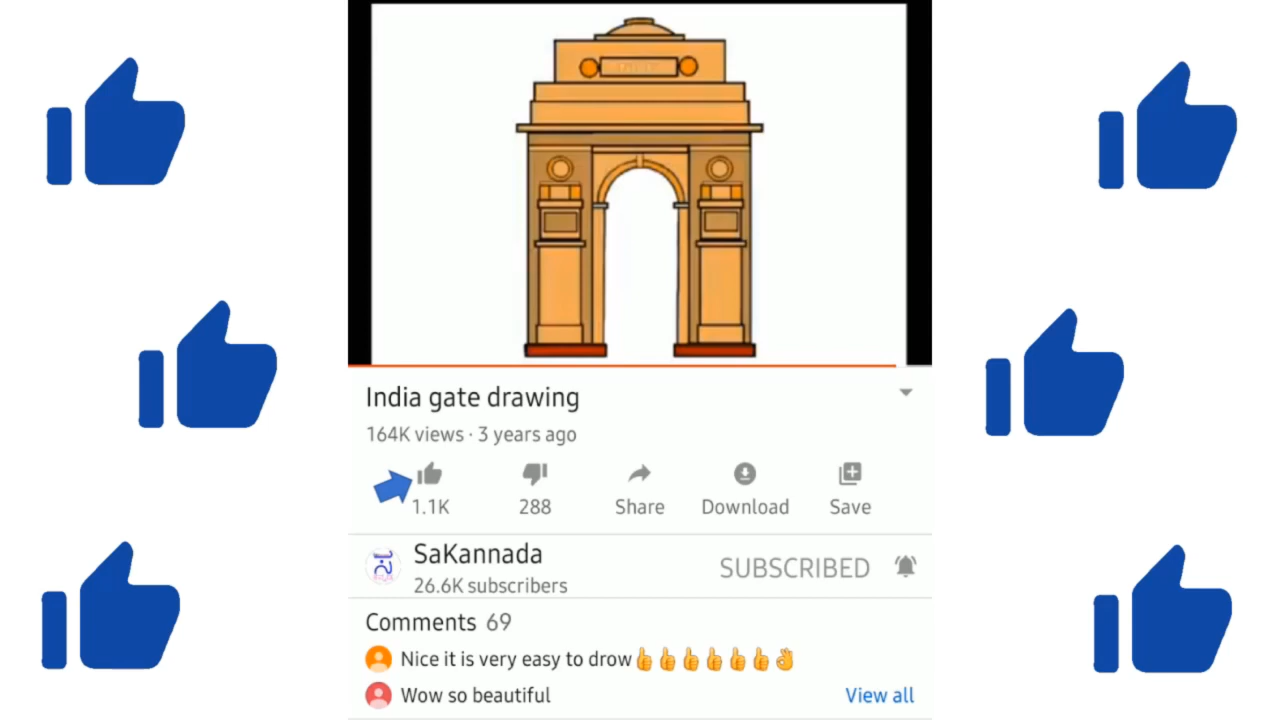 India gate drawing
164K views · 3 years ago
1.1K 288 Share Download Save
SaKannada
SUBSCRIBED
26.6K subscribers
Comments 69
Nice it is very easy to drow👍👍👍👍👍👍👌
Wow so beautiful
View all